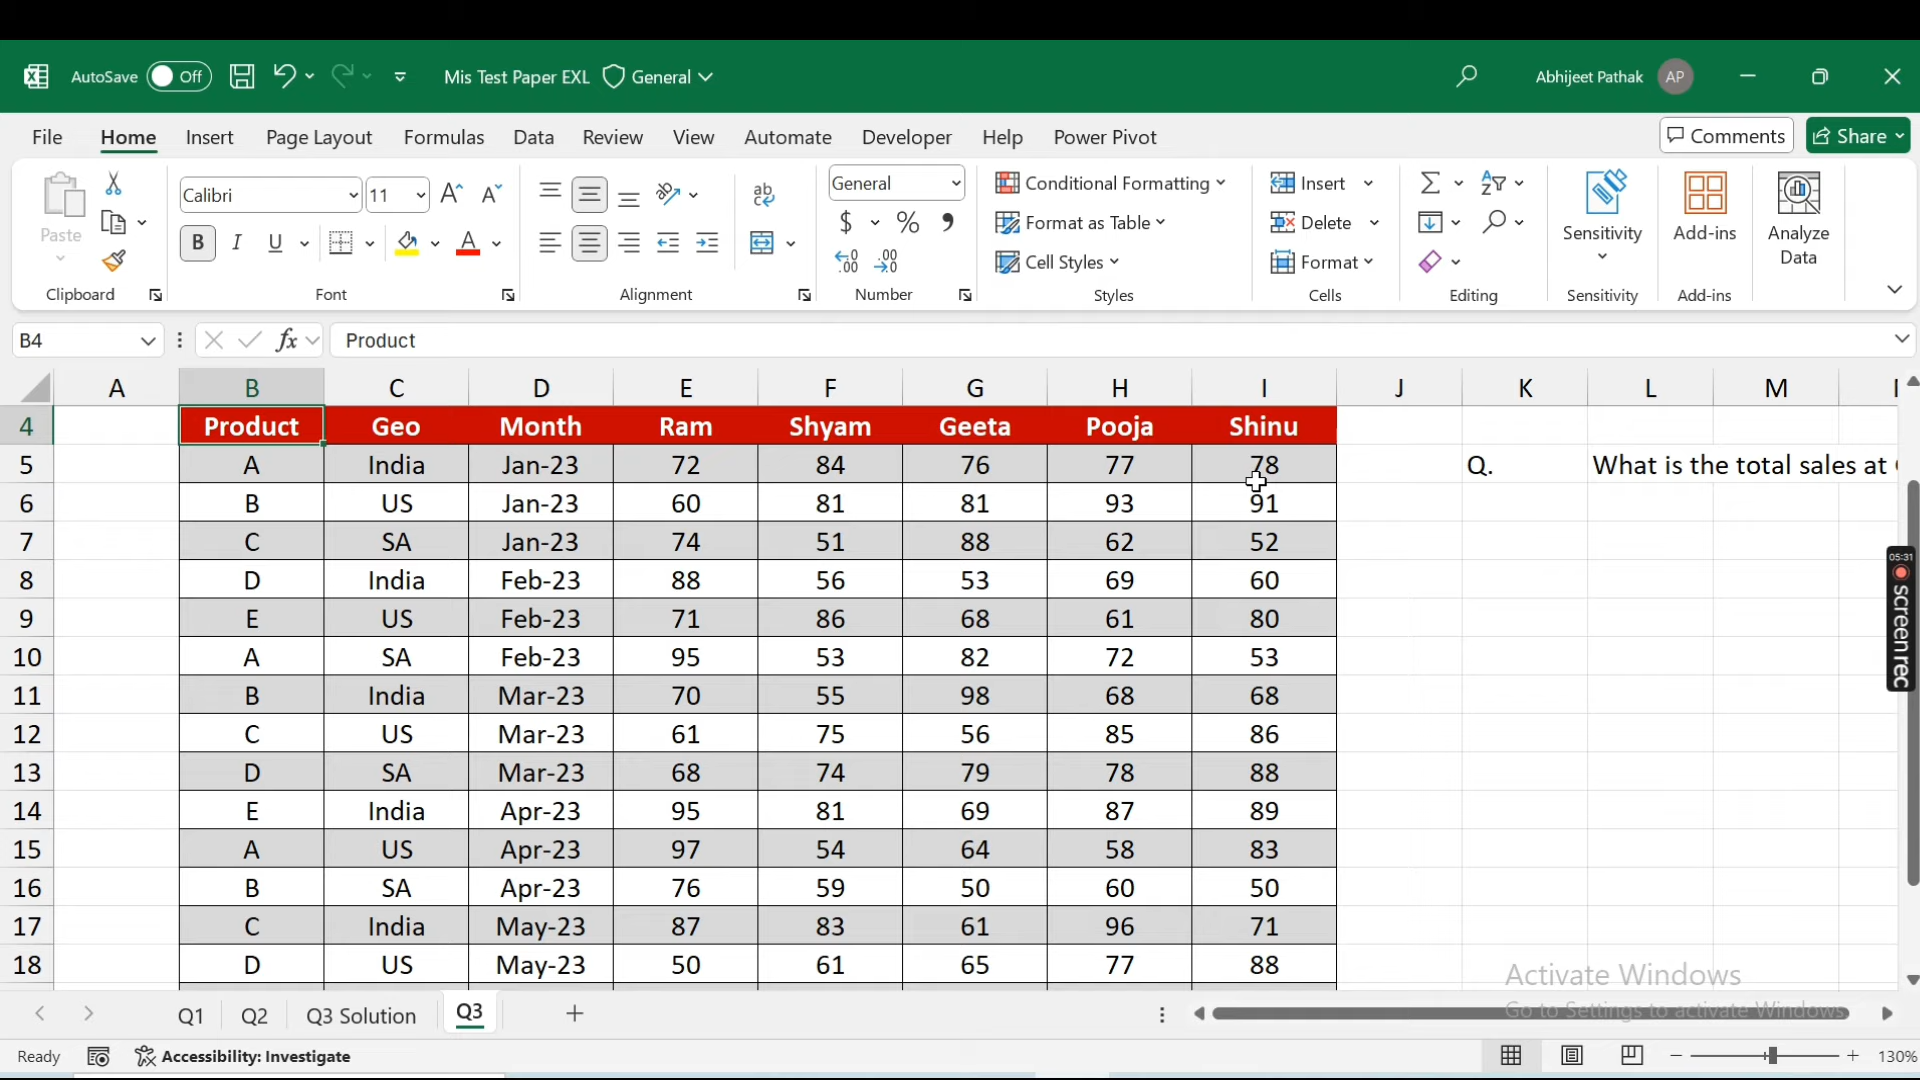 AutoSave Off Mis Test Paper EXL General Abhijeet Pathak AP
File Home Insert Page Layout Formulas Data Review View Automate Developer Help Power Pivot Comments Share
Paste Calibri 11 General Conditional Formatting Insert
B I U $ % Format as Table Delete Sensitivity Add-ins Analyze Data
Cell Styles Format
Clipboard Font Alignment Number Styles Cells Editing Sensitivity Add-ins
B4 fx Product
A B C D E F G H I J K L M
4 Product Geo Month Ram Shyam Geeta Pooja Shinu
5 A India Jan-23 72 84 76 77 78 Q. What is the total sales at
6 B US Jan-23 60 81 81 93 91
7 C SA Jan-23 74 51 88 62 52
8 D India Feb-23 88 56 53 69 60
9 E US Feb-23 71 86 68 61 80
10 A SA Feb-23 95 53 82 72 53
11 B India Mar-23 70 55 98 68 68
12 C US Mar-23 61 75 56 85 86
13 D SA Mar-23 68 74 79 78 88
14 E India Apr-23 95 81 69 87 89
15 A US Apr-23 97 54 64 58 83
16 B SA Apr-23 76 59 50 60 50
17 C India May-23 87 83 61 96 71
18 D US May-23 50 61 65 77 88
05:31
screenrec
Activate Windows
Go to Settings to activate Windows.
Q1 Q2 Q3 Solution Q3
Ready Accessibility: Investigate 130%